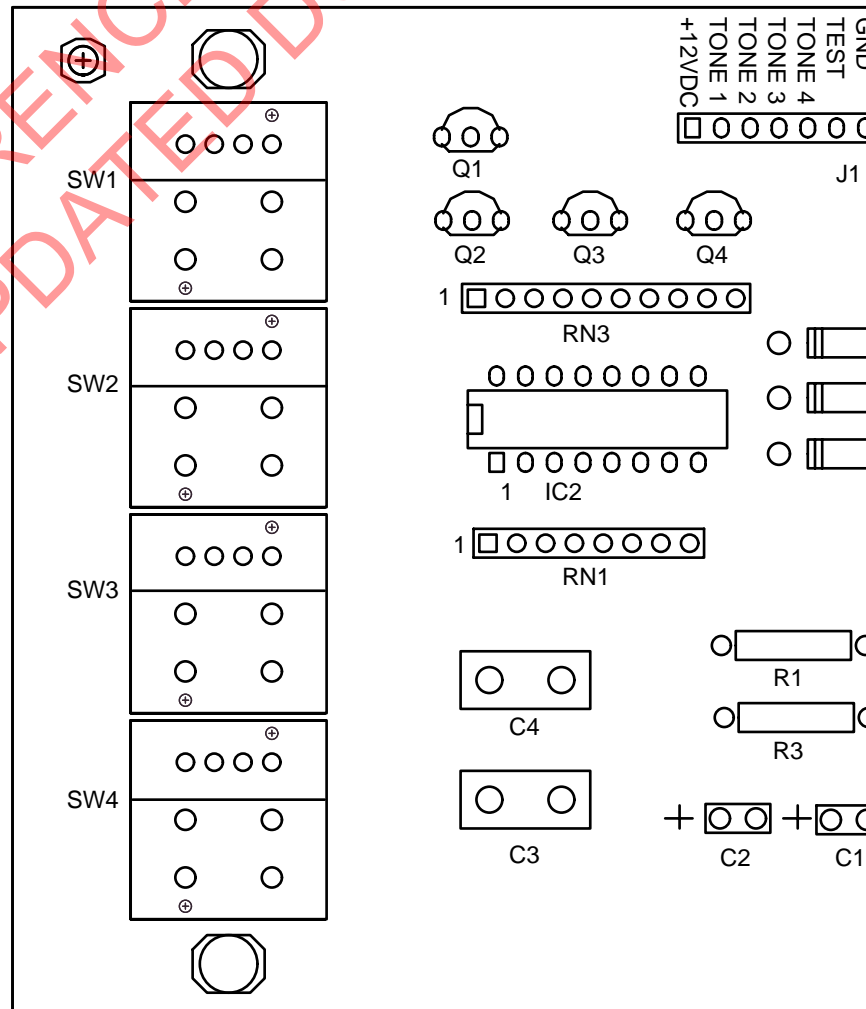 +12VDC
TONE 1
TONE 2
TONE 3
TONE 4
TEST
GND
J1
SW1
Q1
Q2
Q3
Q4
1
RN3
SW2
1
IC2
1
RN1
SW3
R1
C4
R3
SW4
C3
C2
C1